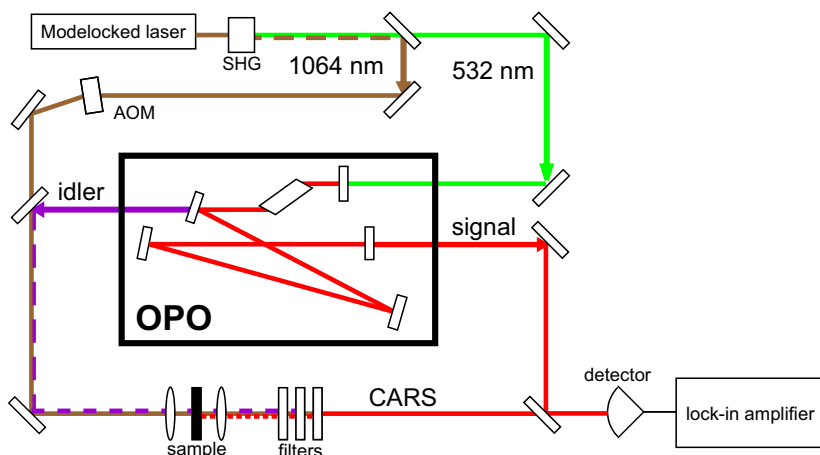 Modelocked laser
SHG
1064 nm
532 nm
AOM
idler
signal
OPO
CARS
detector
lock-in amplifier
sample
filters